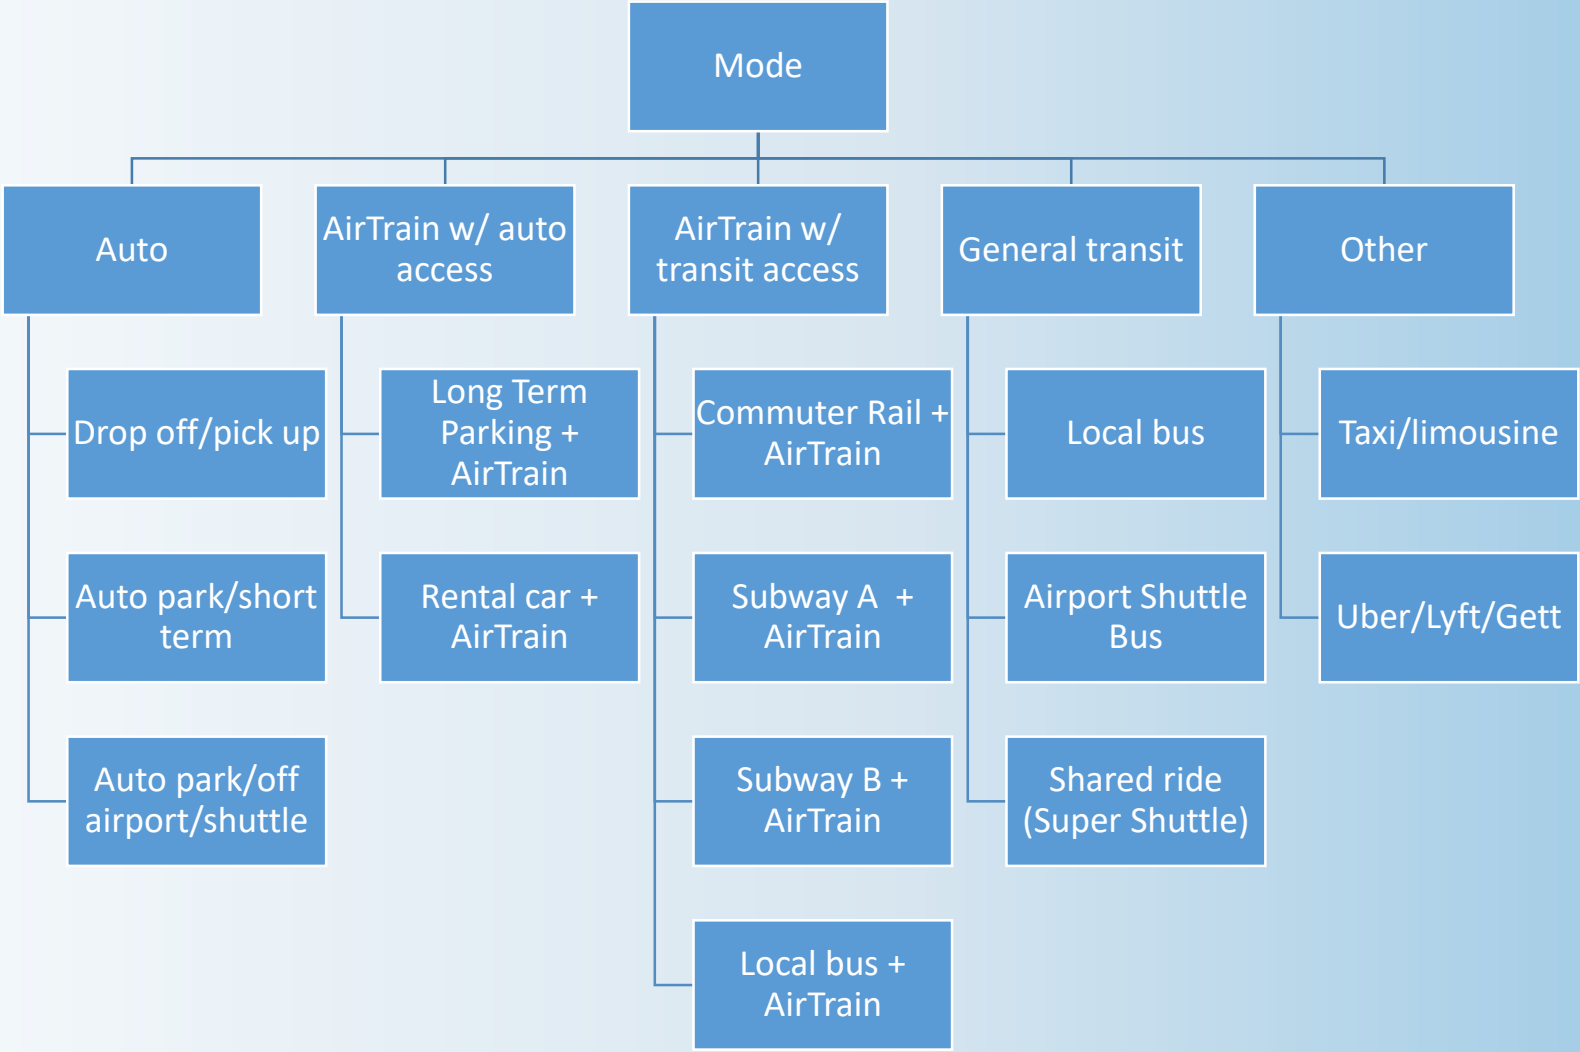 Mode
Auto
AirTrain w/ auto
access
AirTrain w/
transit access
General transit
Other
Drop off/pick up
Auto park/short
term
Auto park/off
airport/shuttle
Long Term
Parking +
AirTrain
Rental car +
AirTrain
Commuter Rail +
AirTrain
Subway A  +
AirTrain
Subway B +
AirTrain
Local bus +
AirTrain
Local bus
Airport Shuttle
Bus
Shared ride
(Super Shuttle)
Taxi/limousine
Uber/Lyft/Gett